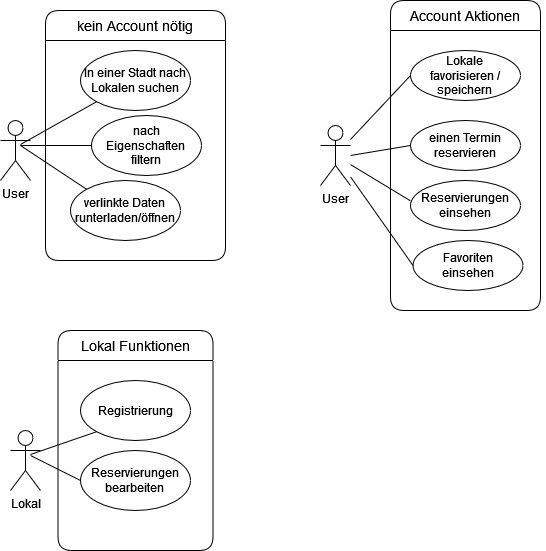 kein Account nötig
In einer Stadt nach
Lokalen suchen
nach
Eigenschaften
filtern
verlinkte Daten
runterladen/öffnen
User
Account Aktionen
Lokale
favorisieren /
speichern
einen Termin
reservieren
Reservierungen
einsehen
Favoriten
einsehen
User
Lokal Funktionen
Registrierung
Reservierungen
bearbeiten
Lokal